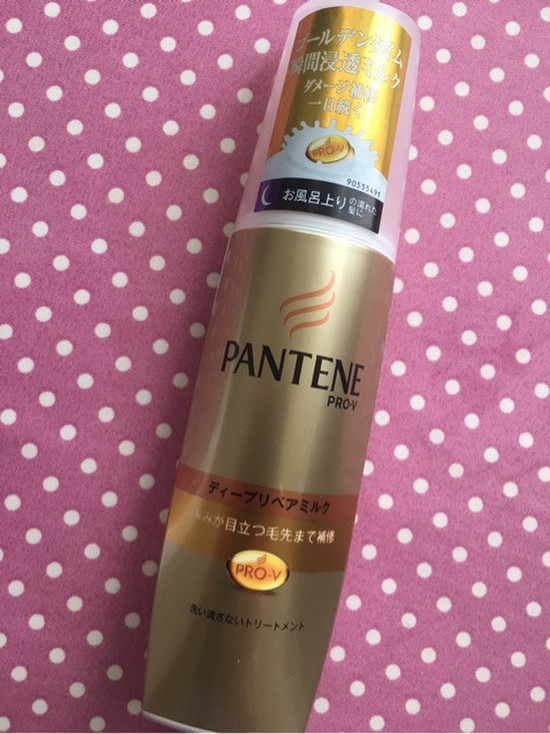 ゴールデンタイム
瞬間浸透ミルク
ダメージ補修
一日続く
PRO-V
90555491
お風呂上りの濡れた髪に
PANTENE
PRO-V
ディープリペアミルク
みが目立つ毛先まで補修
PRO-V
洗い流さないトリートメント